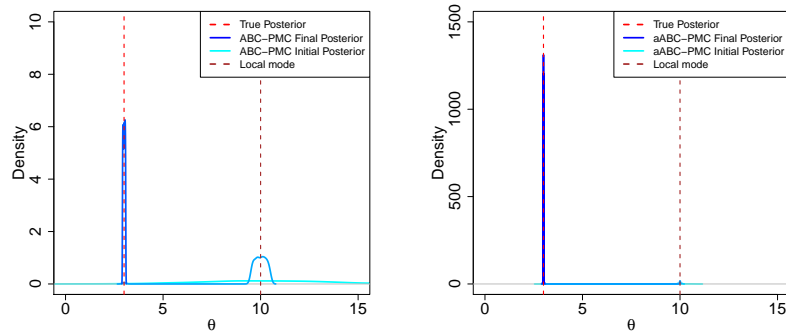 True Posterior
ABC−PMC Final Posterior
ABC−PMC Initial Posterior
Local mode
Density
0
2
4
6
8
10
0
5
10
15
θ
True Posterior
aABC−PMC Final Posterior
aABC−PMC Initial Posterior
Local mode
Density
0
500
1000
1500
0
5
10
15
θ